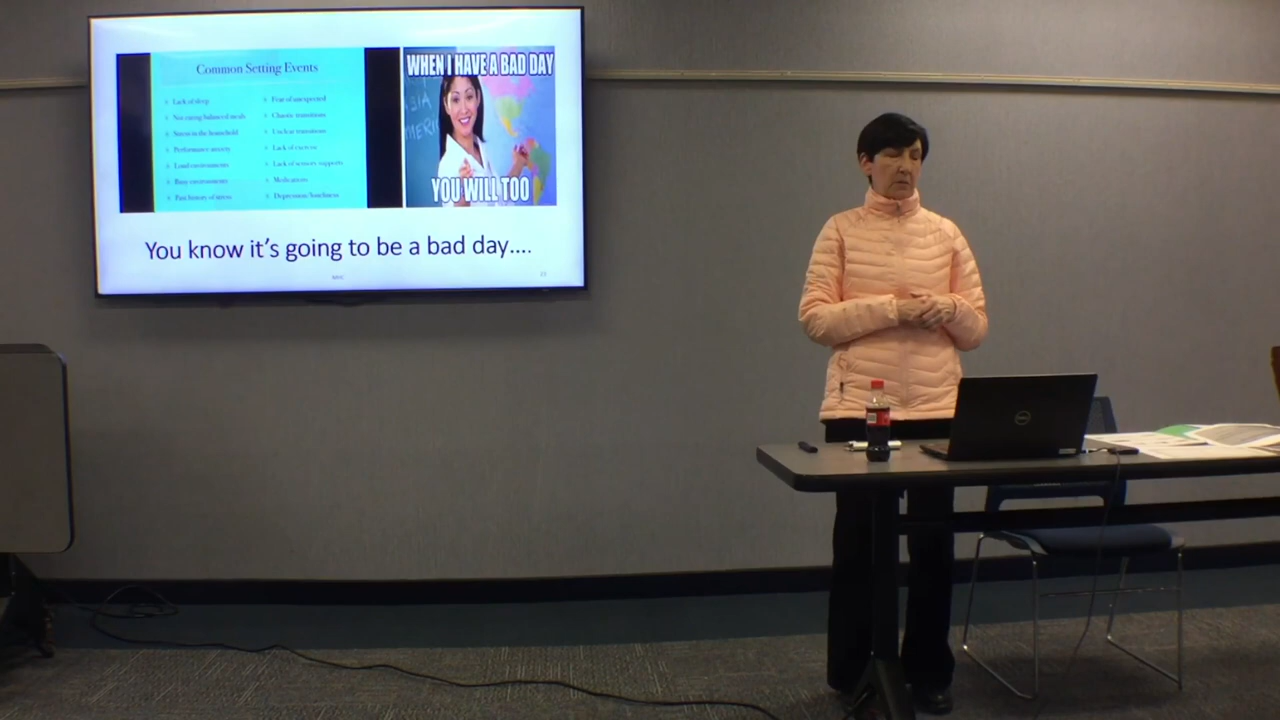 Common Setting Events
Lack of sleep
Not eating balanced meals
Stress in the household
Performance anxiety
Loud environments
Busy environments
Past history of stress
Fear of unexpected
Chaotic transitions
Unclear transitions
Lack of exercise
Lack of sensory supports
Medications
Depression/loneliness
WHEN I HAVE A BAD DAY
YOU WILL TOO
You know it's going to be a bad day....
DELL